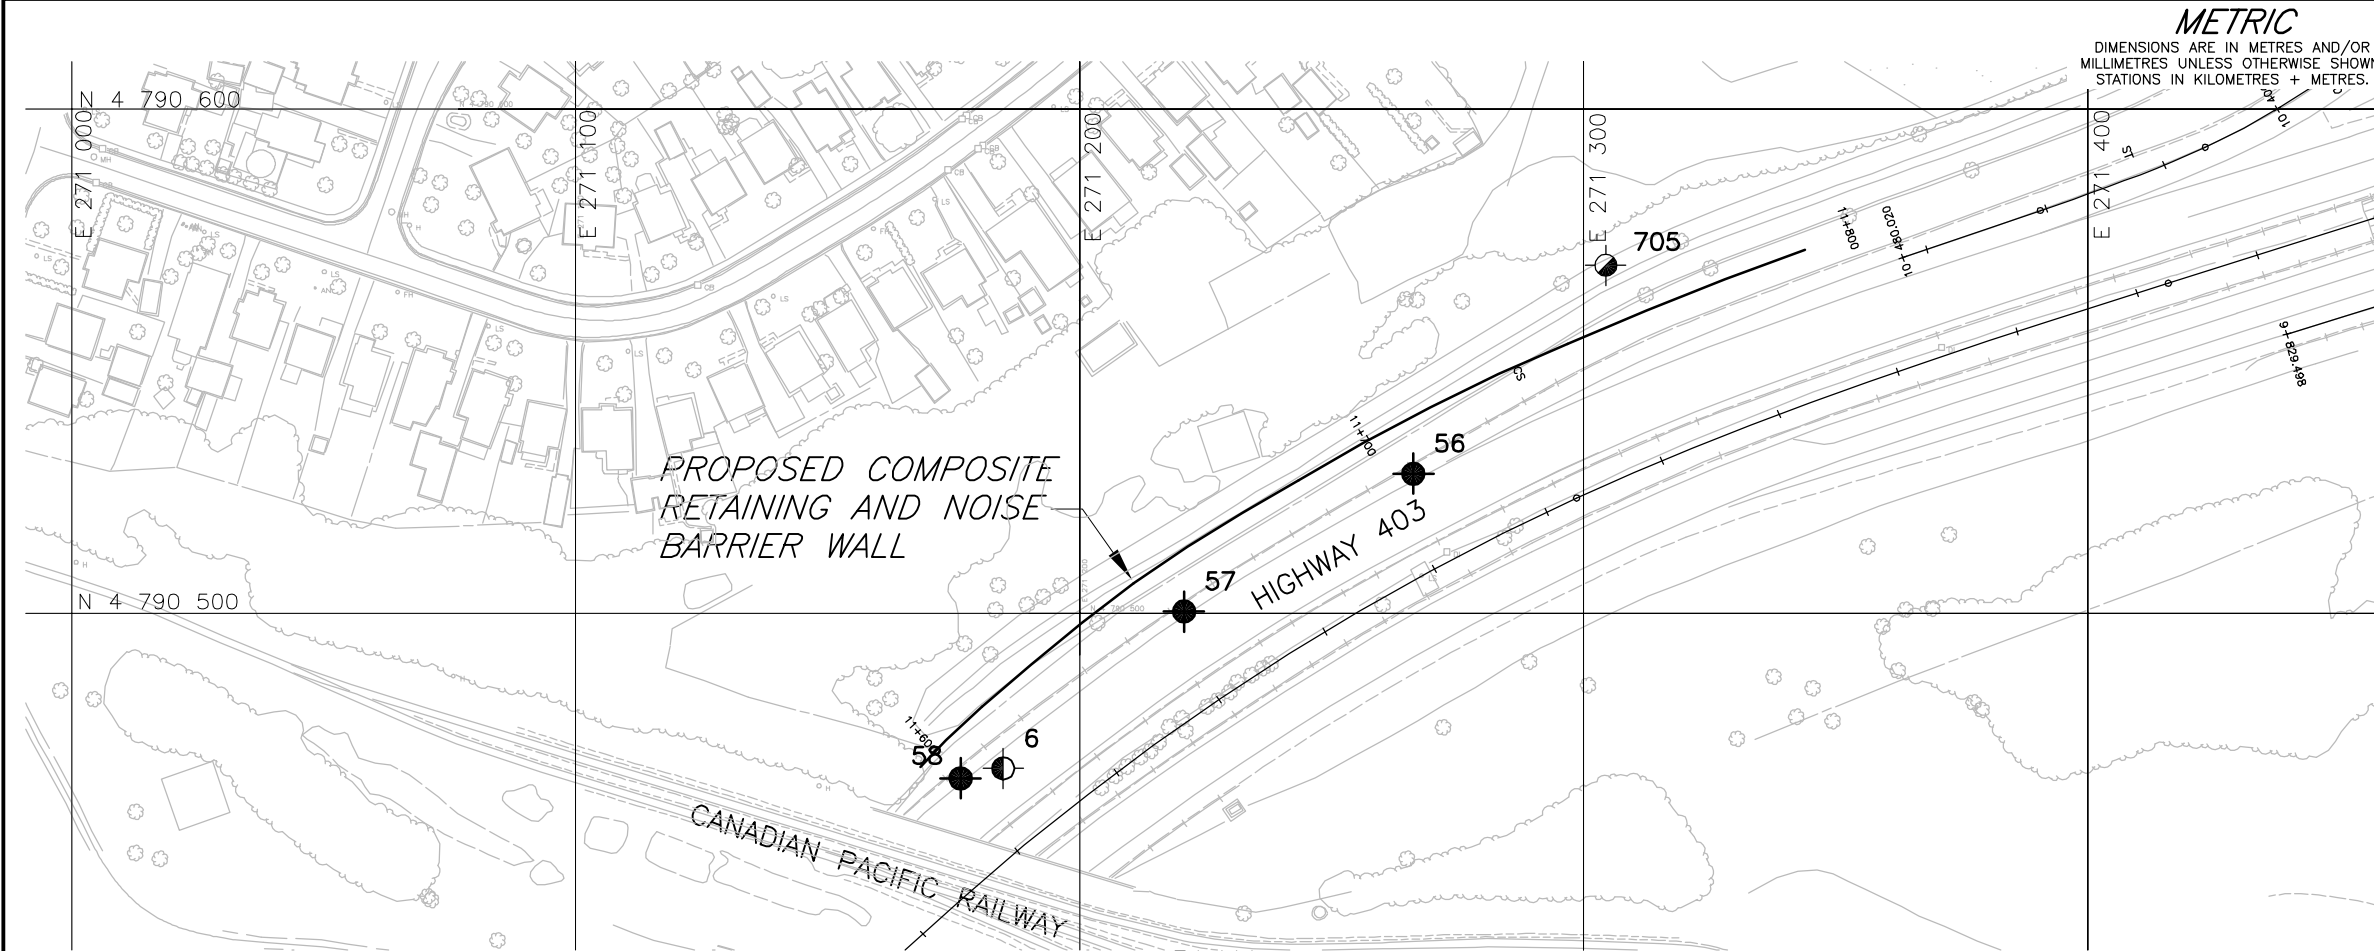 METRIC
DIMENSIONS ARE IN METRES AND/OR
MILLIMETRES UNLESS OTHERWISE SHOWN
STATIONS IN KILOMETRES + METRES.
N 4 790 600
E 271 000
E 271 100
E 271 200
E 271 300
E 271 400
705
11+800
10+480.020
ST
9+829.498
SC
11+700
56
PROPOSED COMPOSITE
RETAINING AND NOISE
BARRIER WALL
HIGHWAY 403
57
N 4 790 500
11+600
58
6
CANADIAN PACIFIC RAILWAY